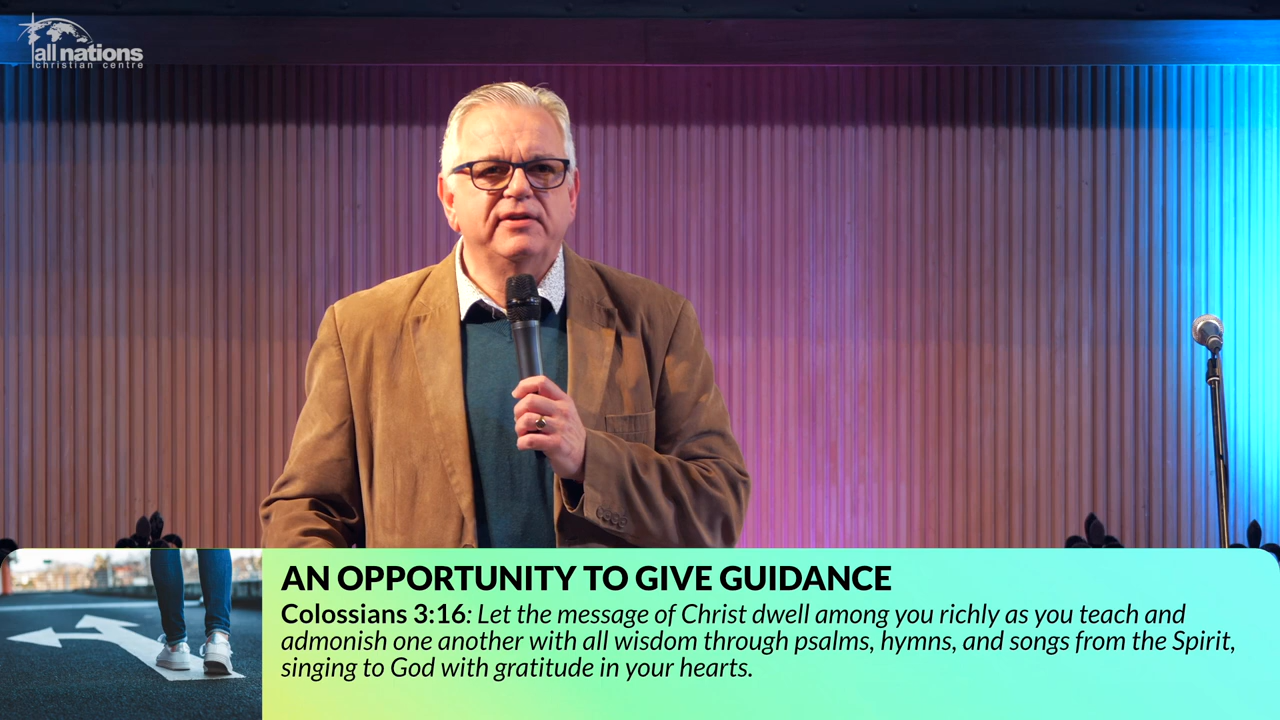 all nations
christian centre
AN OPPORTUNITY TO GIVE GUIDANCE
Colossians 3:16: Let the message of Christ dwell among you richly as you teach and
admonish one another with all wisdom through psalms, hymns, and songs from the Spirit,
singing to God with gratitude in your hearts.